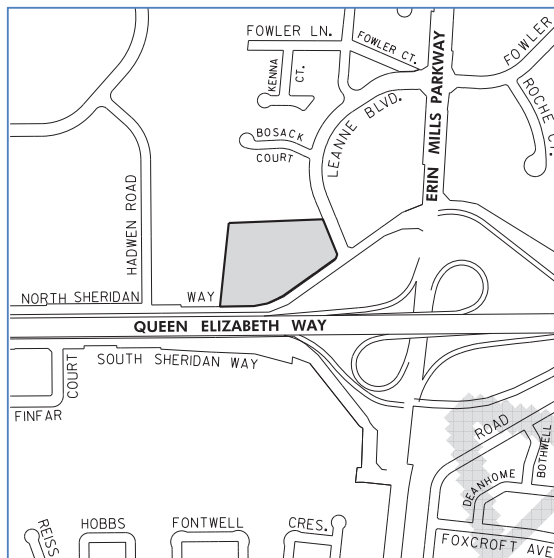 FOWLER LN.
FOWLER CT.
FOWLER
KENNA
CT.
ROCHE CT.
BOSACK
COURT
LEANNE BLVD.
ERIN MILLS PARKWAY
HADWEN ROAD
NORTH SHERIDAN WAY
QUEEN ELIZABETH WAY
SOUTH SHERIDAN WAY
COURT
FINFAR
ROAD
BOTHWELL
DEANHOME
REISS
HOBBS
FONTWELL
CRES.
FOXCROFT AVE